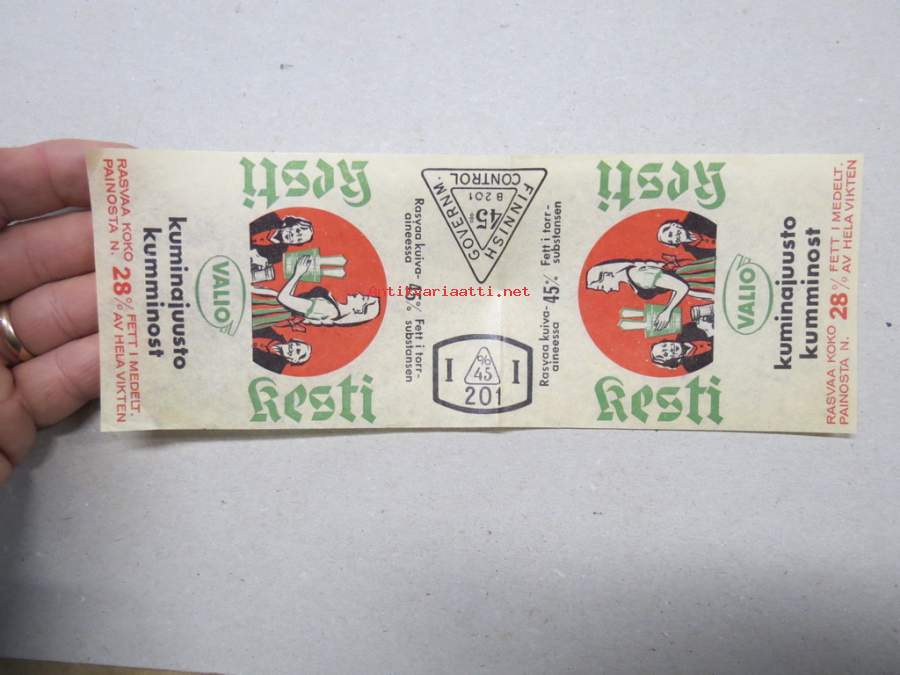 RASVAA KOKO 28% FETT I MEDELT.
PAINOSTA N. AV HELA VIKTEN
kuminajuusto
kumminost
VALIO
Kesti
Kesti
Rasvaa kuiva- 45% Fett i torr-
aineessa substansen
GOVERNM.
FINNISH
CONTROL
B 201
45 %
I % 45 I
201
Rasvaa kuiva- 45% Fett i torr-
aineessa substansen
Kesti
Kesti
VALIO
kuminajuusto
kumminost
RASVAA KOKO 28% FETT I MEDELT.
PAINOSTA N. AV HELA VIKTEN
Antikvariaatti.net